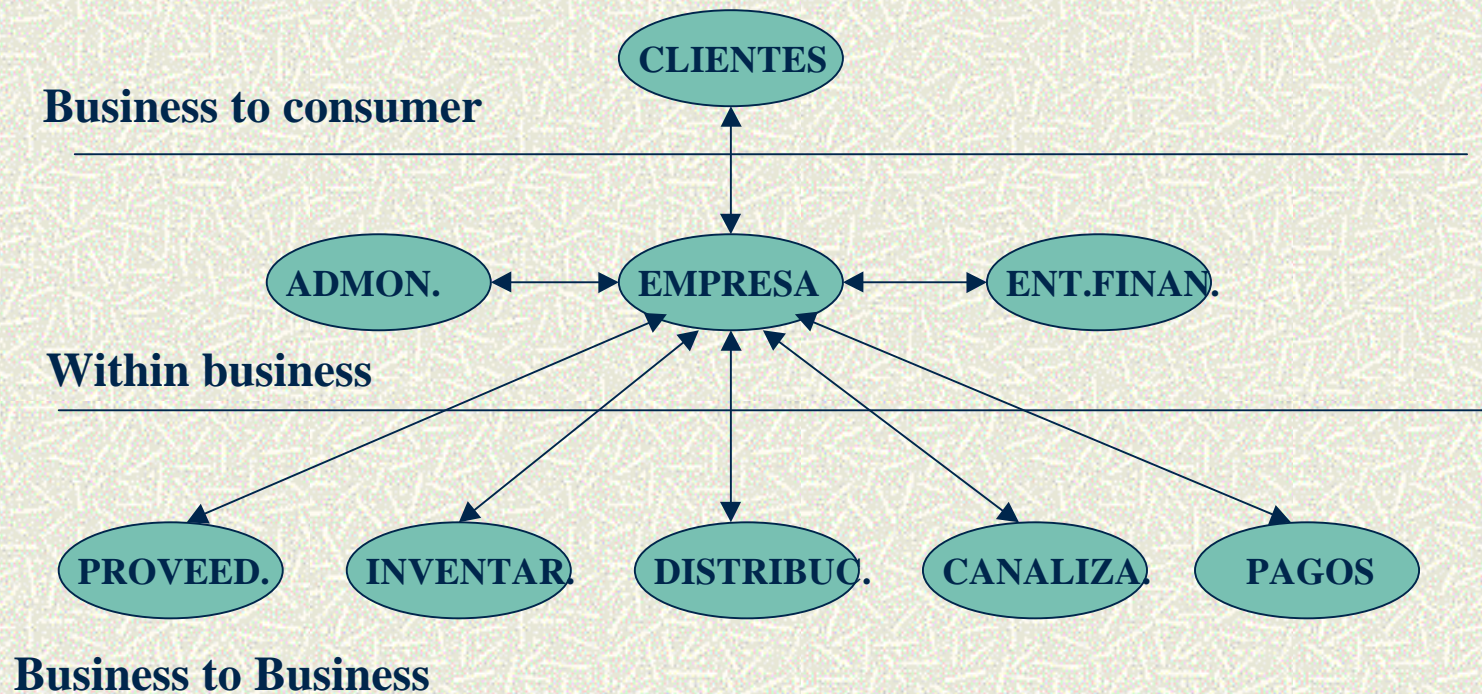 CLIENTES
Business to consumer
ADMON.
EMPRESA
ENT.FINAN.
Within business
PROVEED.
INVENTAR.
DISTRIBUC.
CANALIZA.
PAGOS
Business to Business